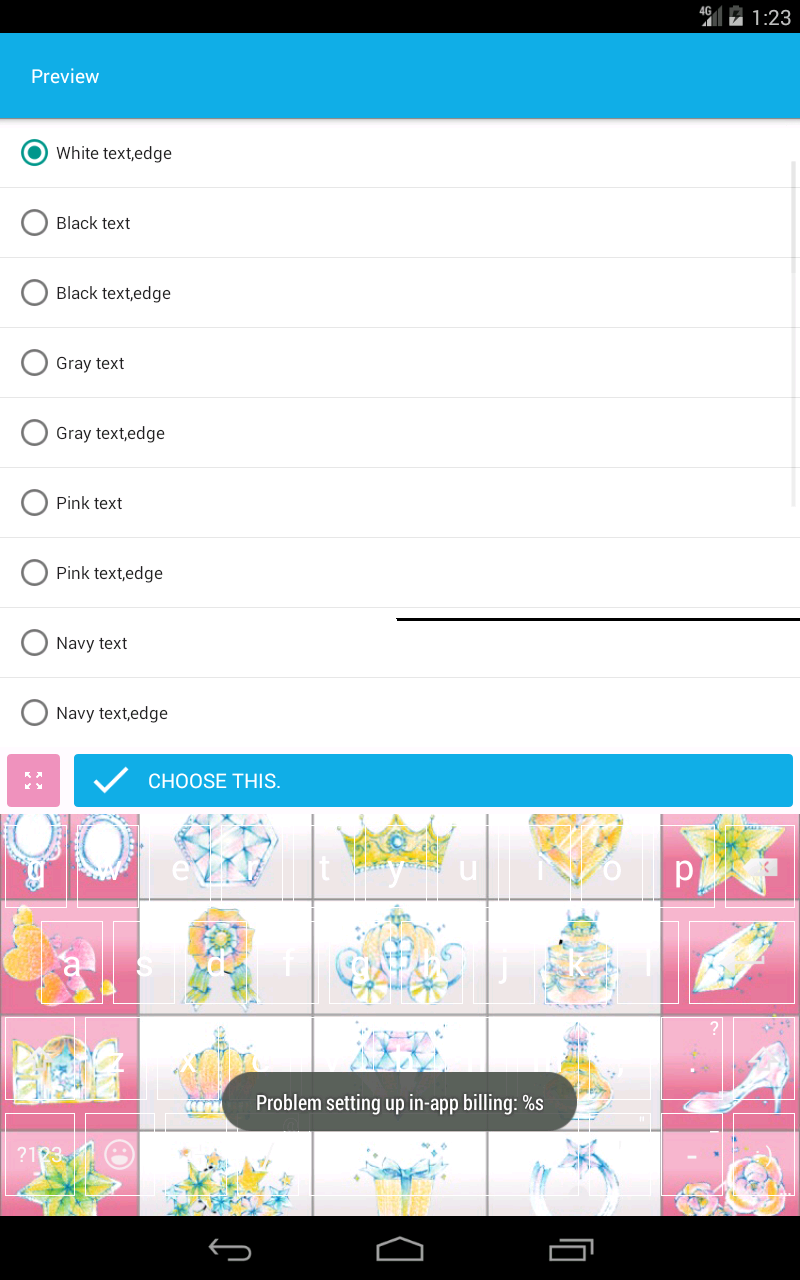 4G 1:23
Preview
White text,edge
Black text
Black text,edge
Gray text
Gray text,edge
Pink text
Pink text,edge
Navy text
Navy text,edge
CHOOSE THIS.
q w e r t y u i o p
a s d f g h j k l
z x c v b , . ?
Problem setting up in-app billing: %s
?123 - _ :) "